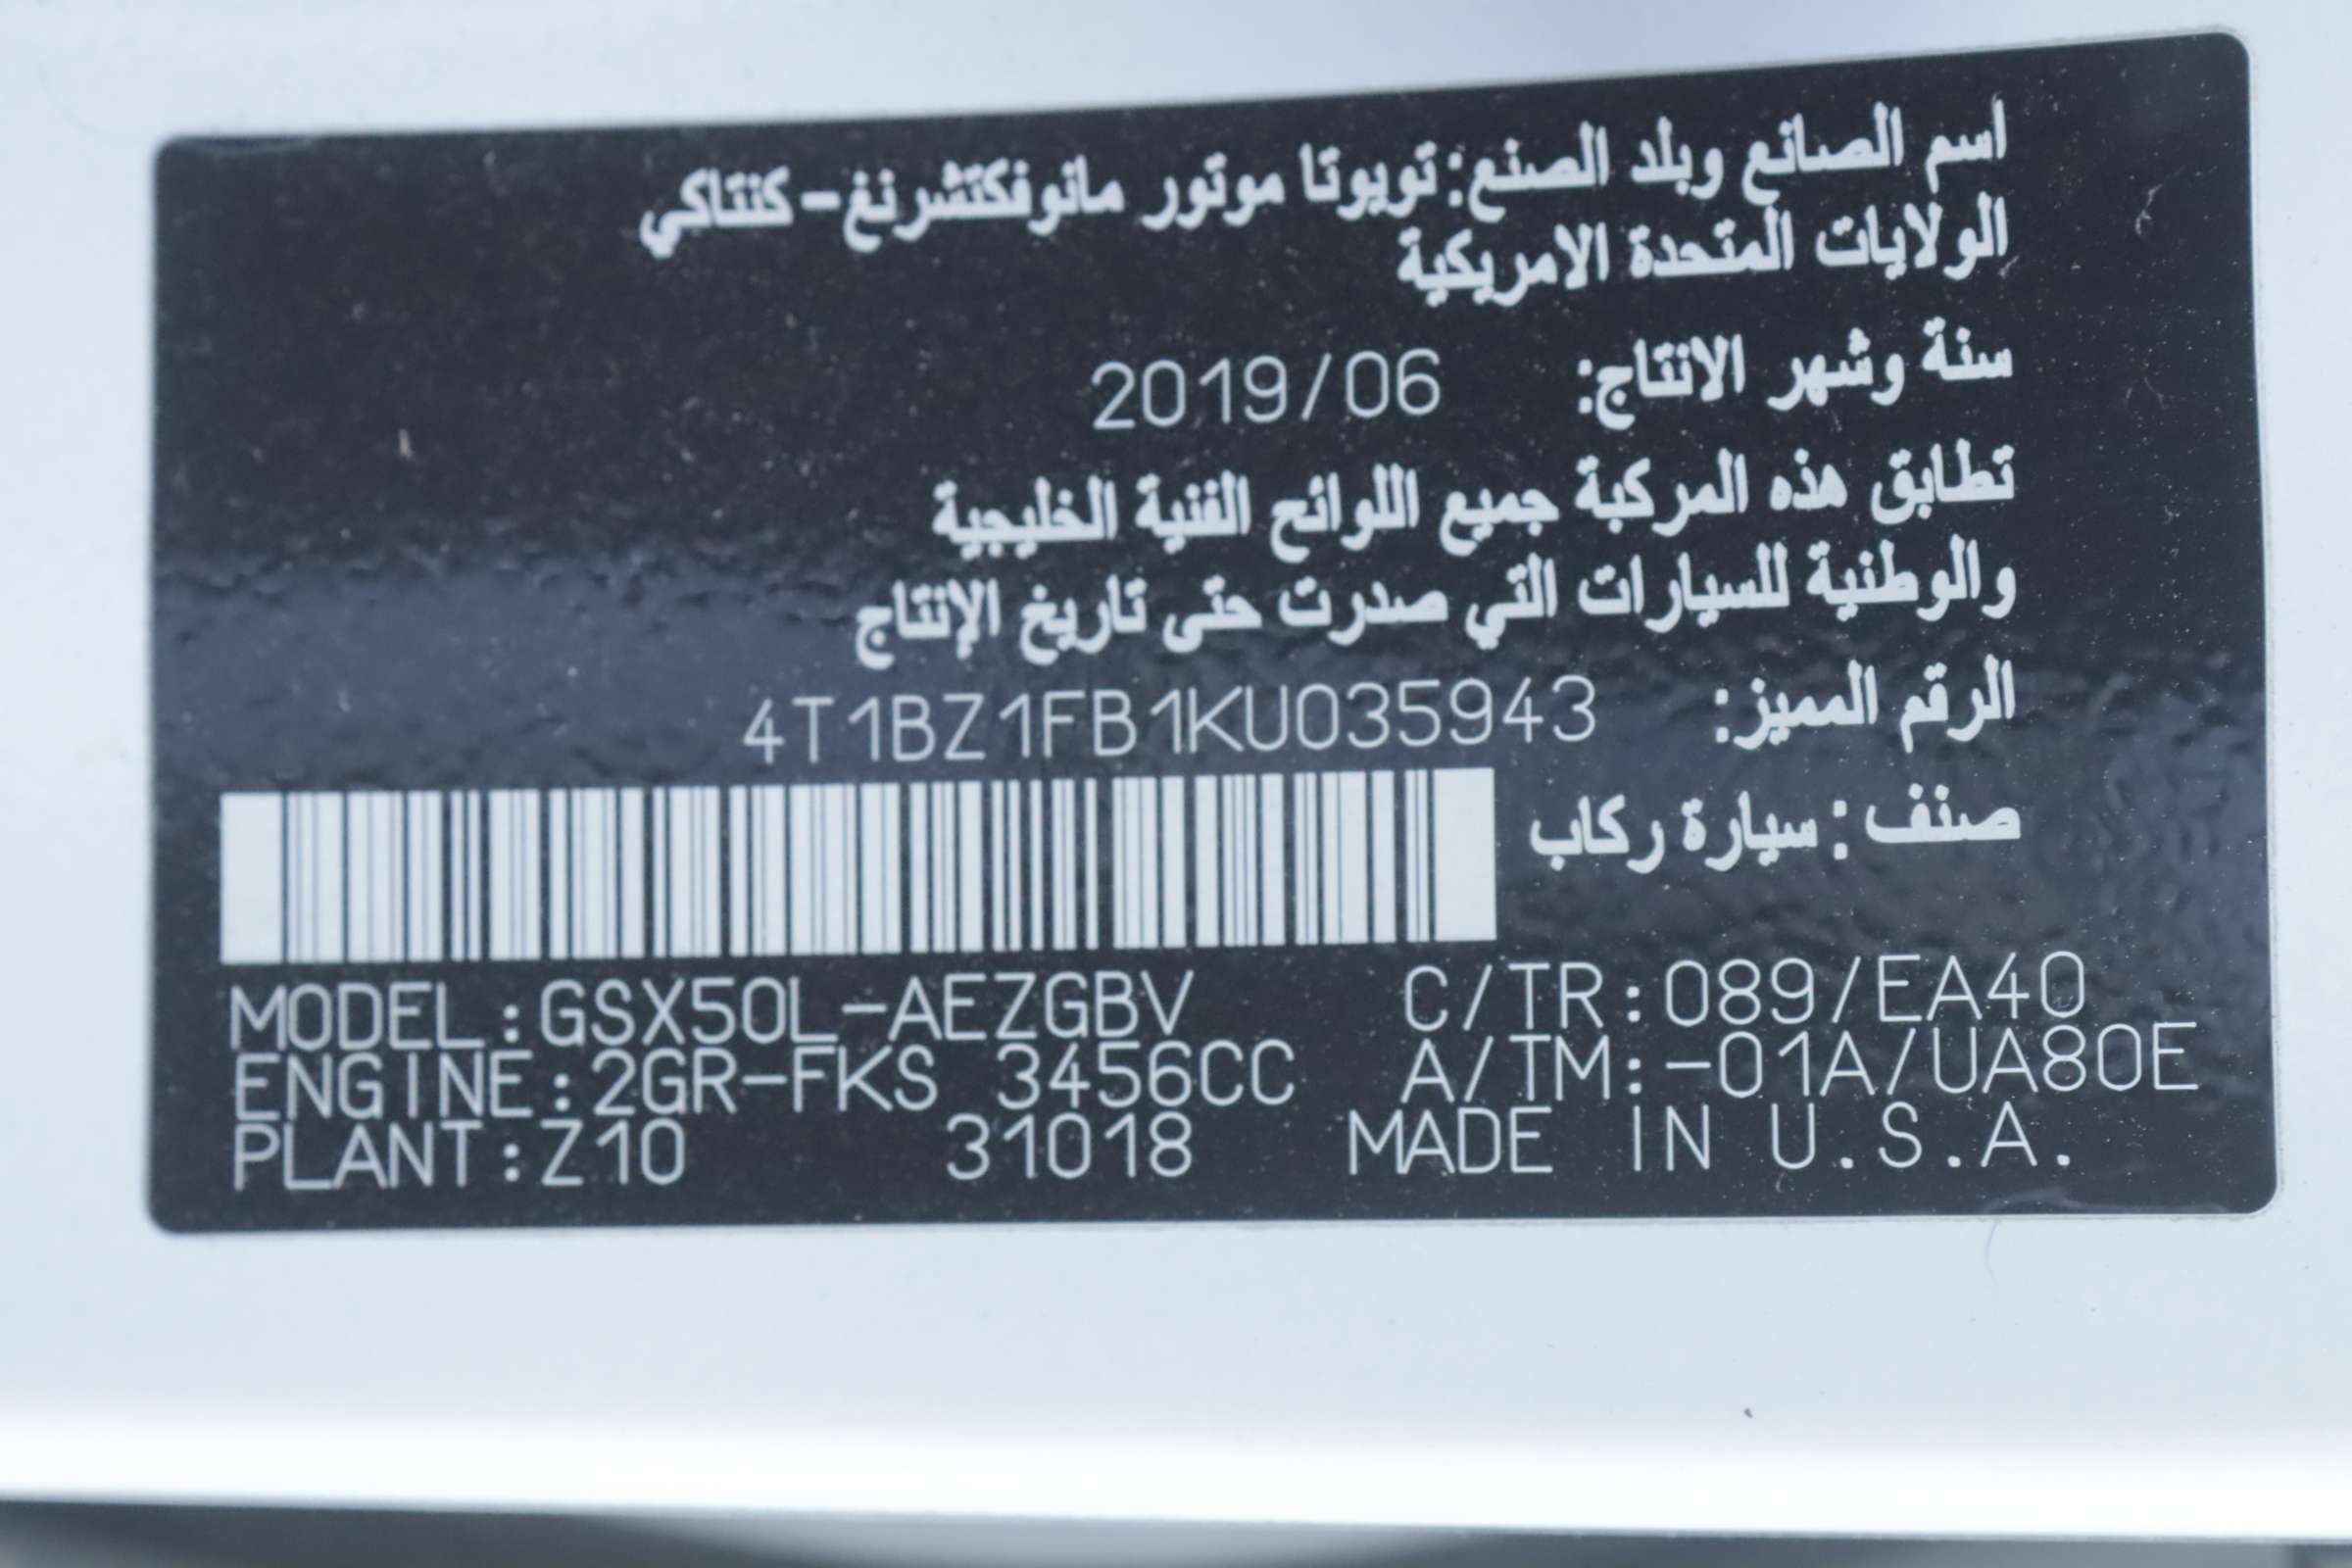 اسم الصانع وبلد الصنع: تويوتا موتور مانوفكتشرنغ - كنتاكي
الولايات المتحدة الامريكية
سنة وشهر الانتاج: 2019/06
تطابق هذه المركبة جميع اللوائح الفنية الخليجية
والوطنية للسيارات التي صدرت حتى تاريخ الإنتاج
الرقم المميز: 4T1BZ1FB1KU035943
صنف : سيارة ركاب
MODEL:GSX50L-AEZGBV C/TR:089/EA40
ENGINE:2GR-FKS 3456CC A/TM:-01A/UA80E
PLANT:Z10 31018 MADE IN U.S.A.